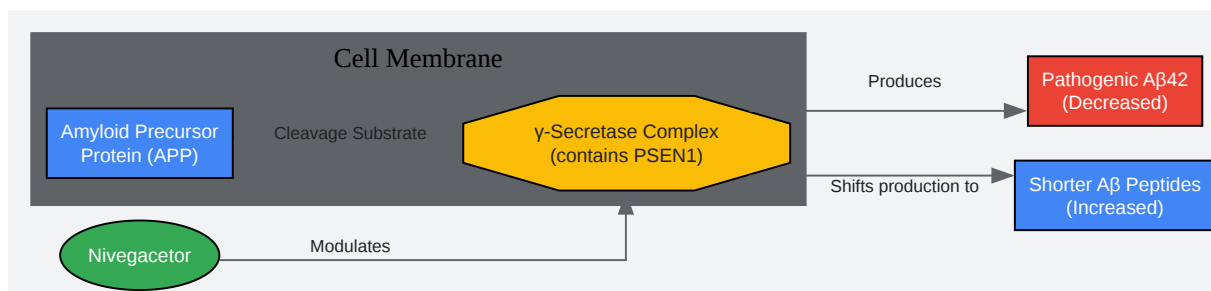 Cell Membrane
Amyloid Precursor
Protein (APP)
Cleavage Substrate
γ-Secretase Complex
(contains PSEN1)
Produces
Pathogenic Aβ42
(Decreased)
Shifts production to
Shorter Aβ Peptides
(Increased)
Nivegacetor
Modulates